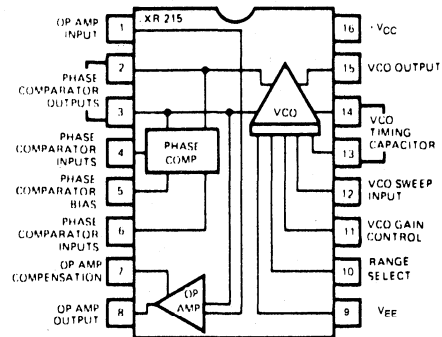 OP AMP
INPUT
1
XR 215
16
VCC
2
15
VCO OUTPUT
PHASE
COMPARATOR
OUTPUTS
3
VCO
14
VCO
TIMING
CAPACITOR
PHASE
COMPARATOR
INPUTS
4
PHASE
COMP
13
PHASE
COMPARATOR
BIAS
5
12
VCO SWEEP
INPUT
PHASE
COMPARATOR
INPUTS
6
11
VCO GAIN
CONTROL
OP AMP
COMPENSATION
7
10
RANGE
SELECT
OP AMP
OUTPUT
8
OP
AMP
9
VEE